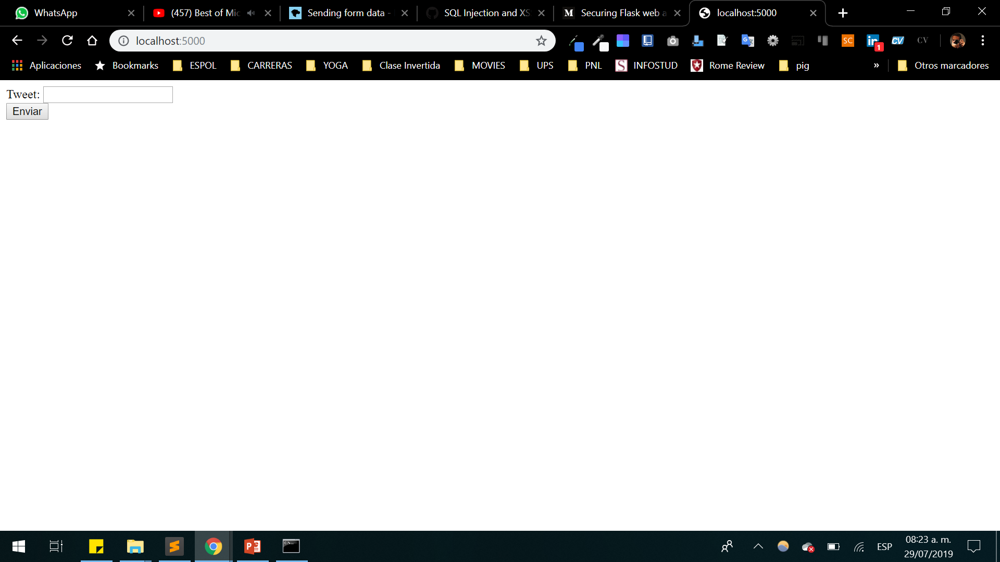 WhatsApp
(457) Best of Mic
Sending form data -
SQL Injection and XS
M Securing Flask web a
localhost:5000
localhost:5000
SC
in
1
CV
CV
Aplicaciones
Bookmarks
ESPOL
CARRERAS
YOGA
Clase Invertida
MOVIES
UPS
PNL
S INFOSTUD
Rome Review
pig
»
Otros marcadores
Tweet:
Enviar
ESP
08:23 a. m.
29/07/2019